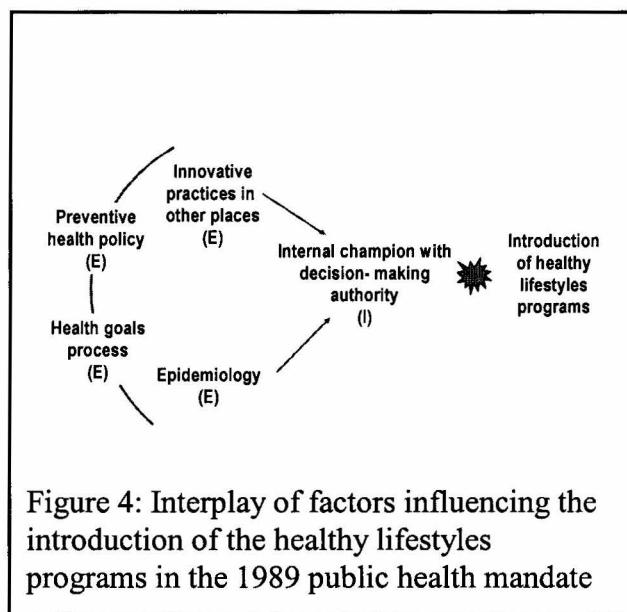 Innovative
practices in
other places
(E)
Preventive
health policy
(E)
Health goals
process
(E)
Epidemiology
(E)
Internal champion with
decision- making
authority
(I)
Introduction
of healthy
lifestyles
programs
Figure 4: Interplay of factors influencing the
introduction of the healthy lifestyles
programs in the 1989 public health mandate